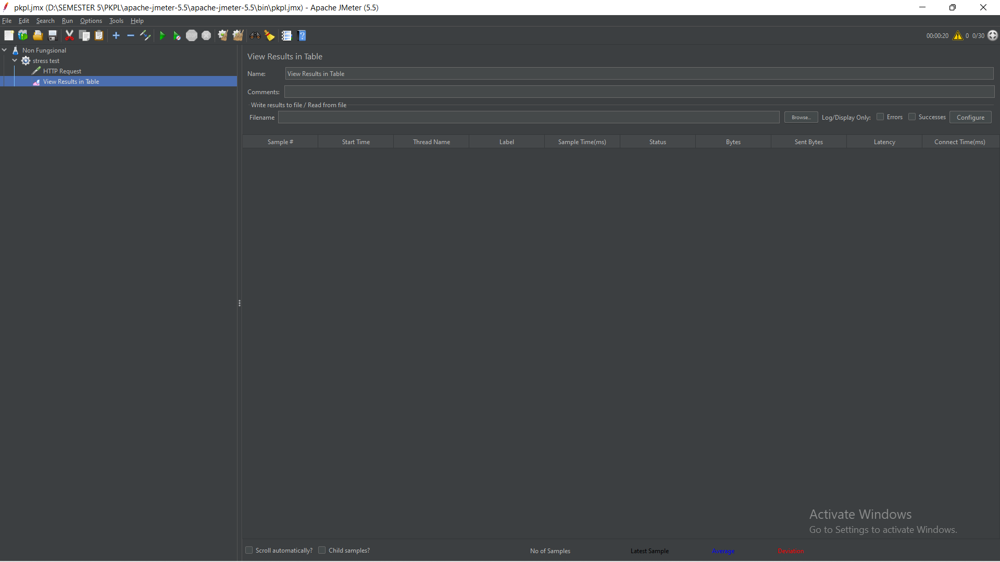 pkpl.jmx (D:\SEMESTER 5\PKPL\apache-jmeter-5.5\apache-jmeter-5.5\bin\pkpl.jmx) - Apache JMeter (5.5)
File Edit Search Run Options Tools Help
00:00:20 0 0/30
Non Fungsional
stress test
HTTP Request
View Results in Table
View Results in Table
Name: View Results in Table
Comments:
Write results to file / Read from file
Filename Browse... Log/Display Only: Errors Successes Configure
Sample # Start Time Thread Name Label Sample Time(ms) Status Bytes Sent Bytes Latency Connect Time(ms)
Activate Windows
Go to Settings to activate Windows.
Scroll automatically? Child samples? No of Samples Latest Sample Average Deviation